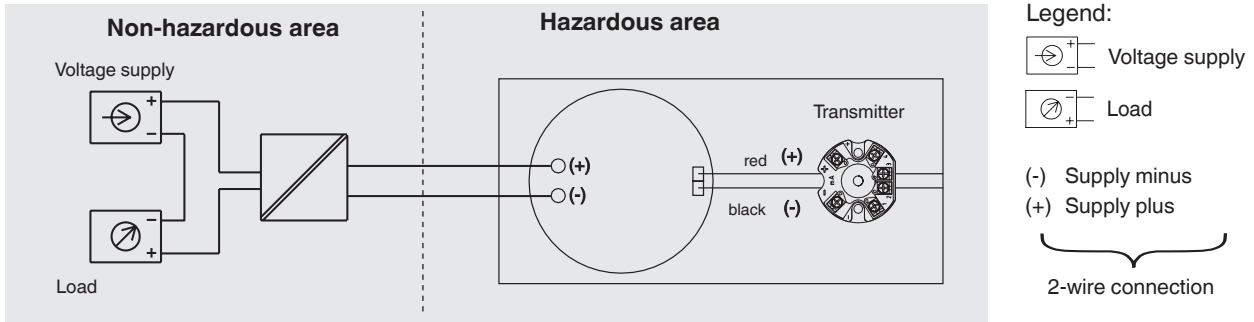 Non-hazardous area
Hazardous area
Voltage supply
+
−
−
+
Load
(+)
(-)
Transmitter
red (+)
black (-)
+
mA
−
Legend:
+
− Voltage supply
−
+ Load
(-) Supply minus
(+) Supply plus
2-wire connection